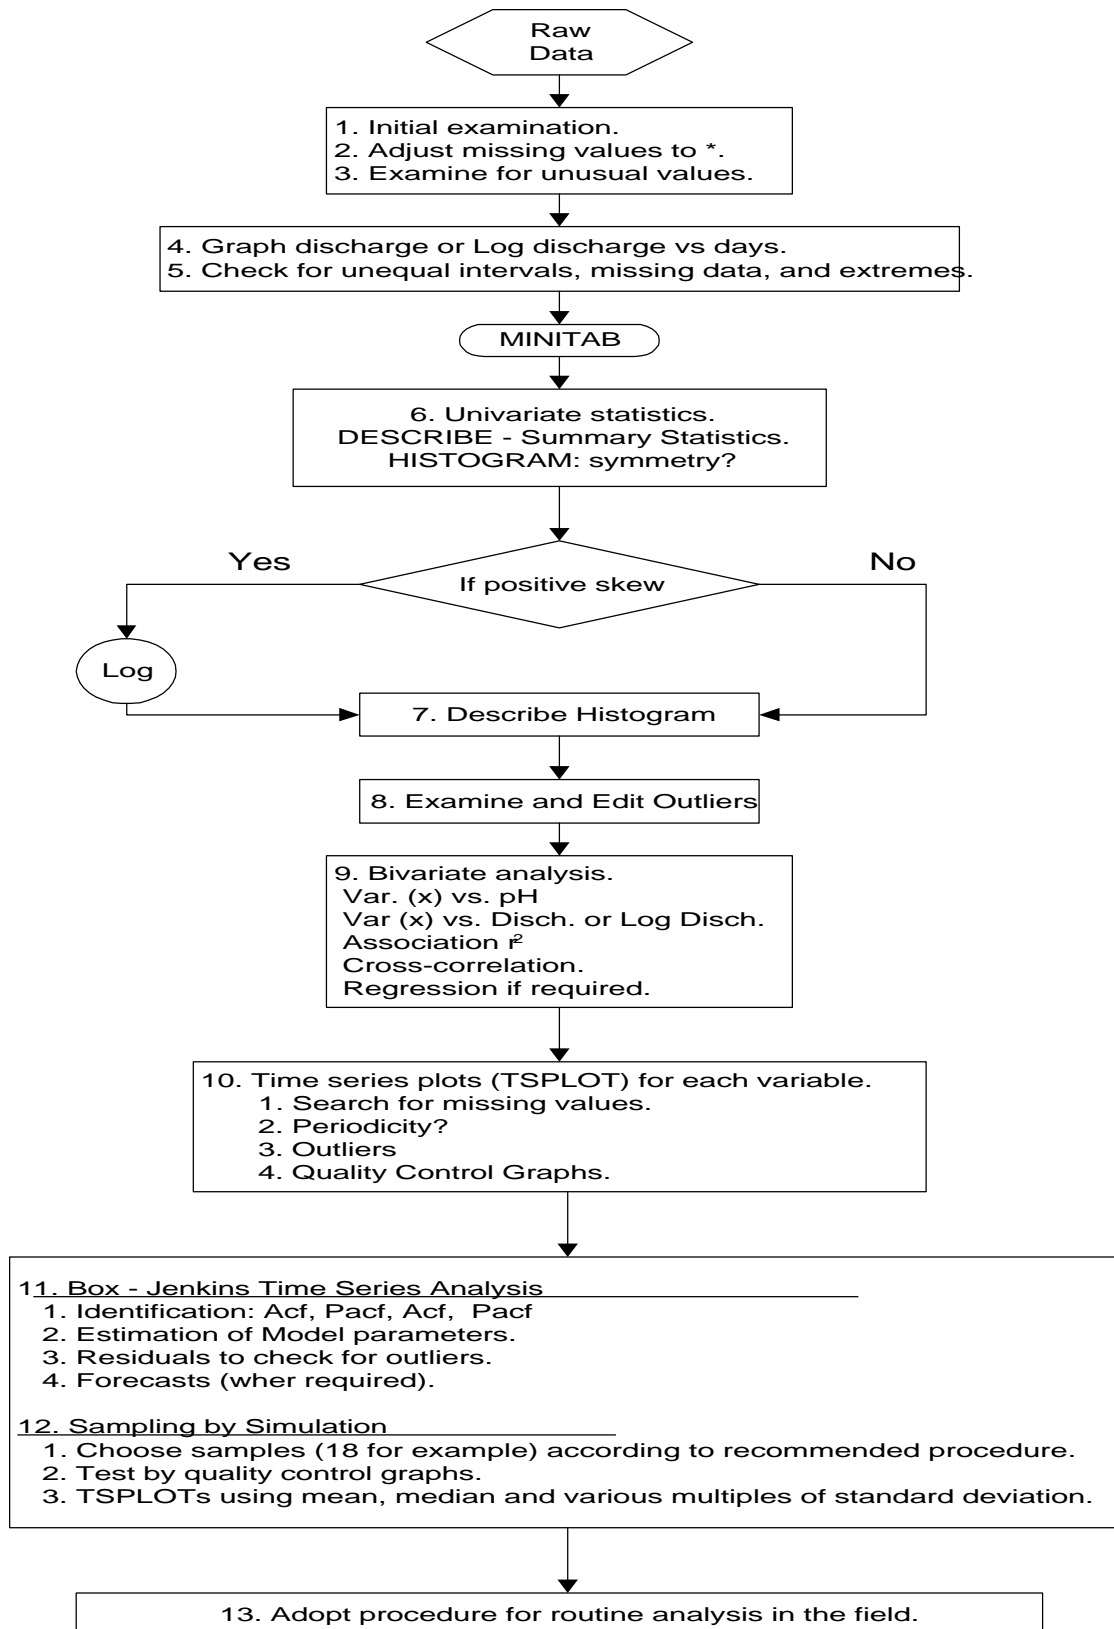 Raw
Data
1. Initial examination.
2. Adjust missing values to *.
3. Examine for unusual values.
4. Graph discharge or Log discharge vs days.
5. Check for unequal intervals, missing data, and extremes.
MINITAB
6. Univariate statistics.
DESCRIBE - Summary Statistics.
HISTOGRAM: symmetry?
Yes
No
If positive skew
Log
7. Describe Histogram
8. Examine and Edit Outliers
9. Bivariate analysis.
Var. (x) vs. pH
Var (x) vs. Disch. or Log Disch.
Association r²
Cross-correlation.
Regression if required.
10. Time series plots (TSPLOT) for each variable.
1. Search for missing values.
2. Periodicity?
3. Outliers
4. Quality Control Graphs.
11. Box - Jenkins Time Series Analysis
1. Identification: Acf, Pacf, Acf, Pacf
2. Estimation of Model parameters.
3. Residuals to check for outliers.
4. Forecasts (wher required).
12. Sampling by Simulation
1. Choose samples (18 for example) according to recommended procedure.
2. Test by quality control graphs.
3. TSPLOTs using mean, median and various multiples of standard deviation.
13. Adopt procedure for routine analysis in the field.